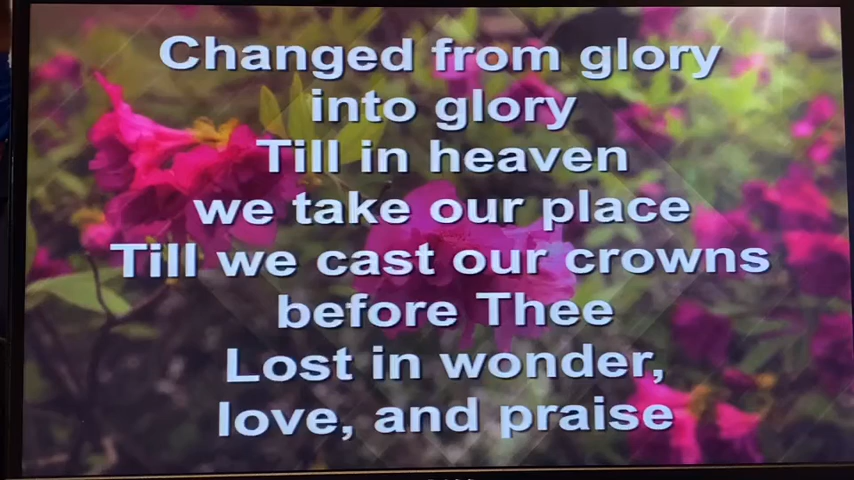 Changed from glory
into glory
Till in heaven
we take our place
Till we cast our crowns
before Thee
Lost in wonder,
love, and praise